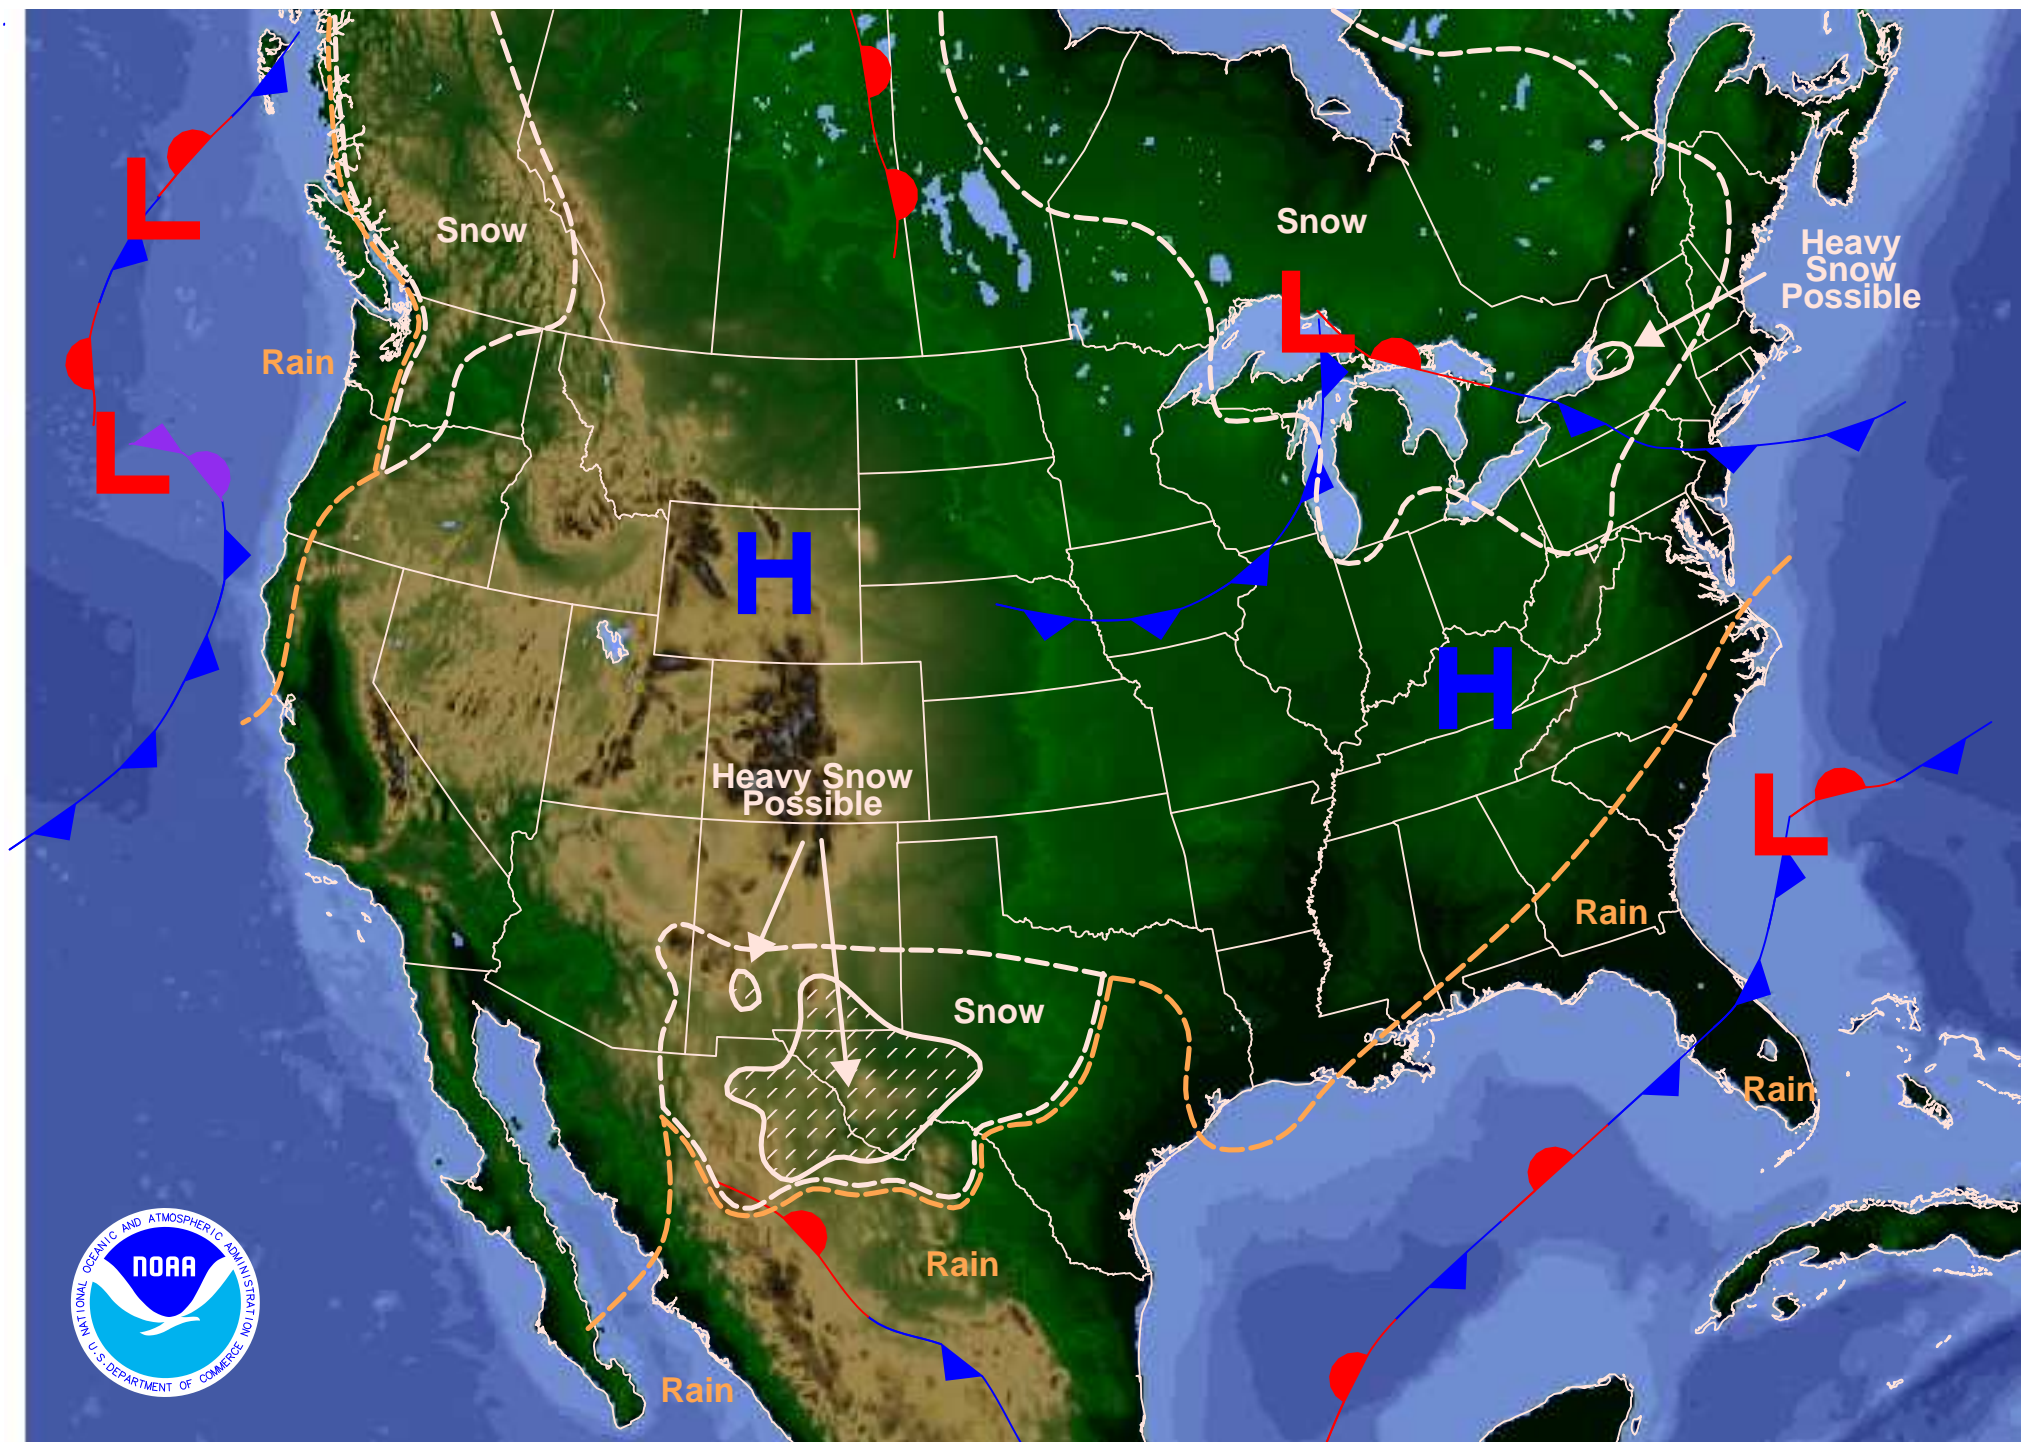 L
Snow
Snow
Heavy
Snow
Possible
L
Rain
L
H
H
Heavy Snow
Possible
L
Rain
Snow
Rain
Rain
Rain
NATIONAL OCEANIC AND ATMOSPHERIC ADMINISTRATION
NOAA
U.S. DEPARTMENT OF COMMERCE